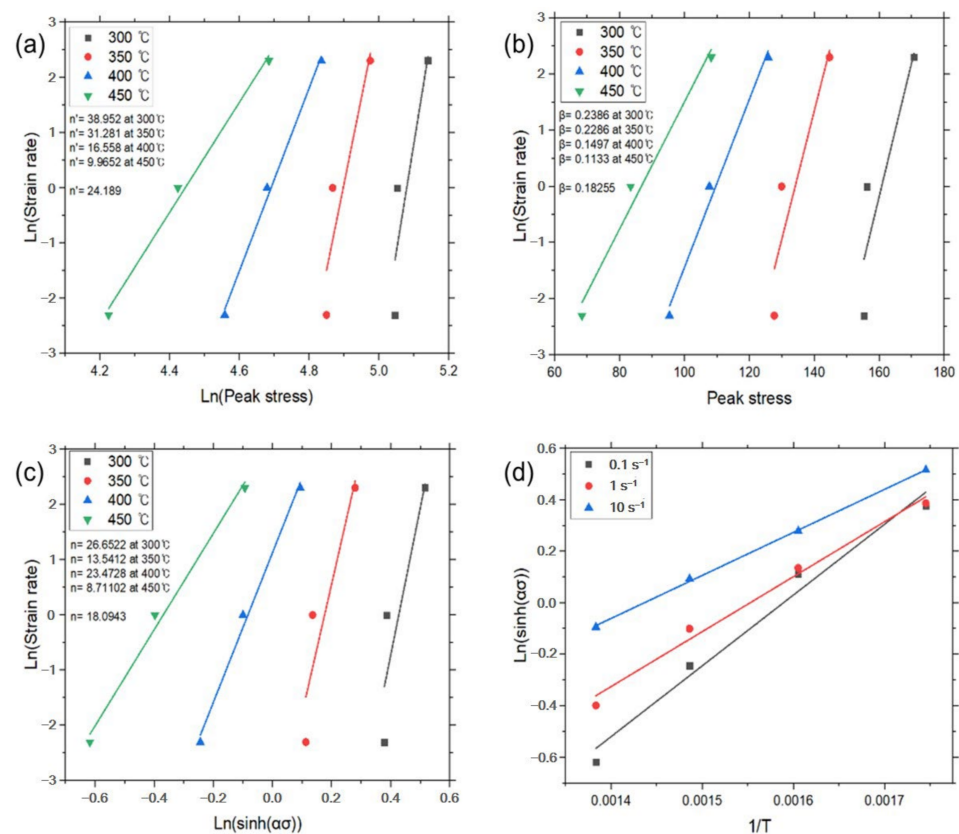 (a)
300 ℃
350 ℃
400 ℃
450 ℃
n'= 38.952 at 300℃
n'= 31.281 at 350℃
n'= 16.558 at 400℃
n'= 9.9652 at 450℃
n'= 24.189
3
2
1
0
−1
−2
−3
Ln(Strain rate)
4.2
4.4
4.6
4.8
5.0
5.2
Ln(Peak stress)
(b)
300 ℃
350 ℃
400 ℃
450 ℃
β= 0.2386 at 300℃
β= 0.2286 at 350℃
β= 0.1497 at 400℃
β= 0.1133 at 450℃
β= 0.18255
3
2
1
0
−1
−2
−3
Ln(Strain rate)
60
80
100
120
140
160
180
Peak stress
(c)
300 ℃
350 ℃
400 ℃
450 ℃
n= 26.6522 at 300℃
n= 13.5412 at 350℃
n= 23.4728 at 400℃
n= 8.71102 at 450℃
n= 18.0943
3
2
1
0
−1
−2
−3
Ln(Strain rate)
−0.6
−0.4
−0.2
0.0
0.2
0.4
0.6
Ln(sinh(ασ))
(d)
0.1 s⁻¹
1 s⁻¹
10 s⁻¹
0.6
0.4
0.2
0.0
−0.2
−0.4
−0.6
Ln(sinh(ασ))
0.0014
0.0015
0.0016
0.0017
1/T